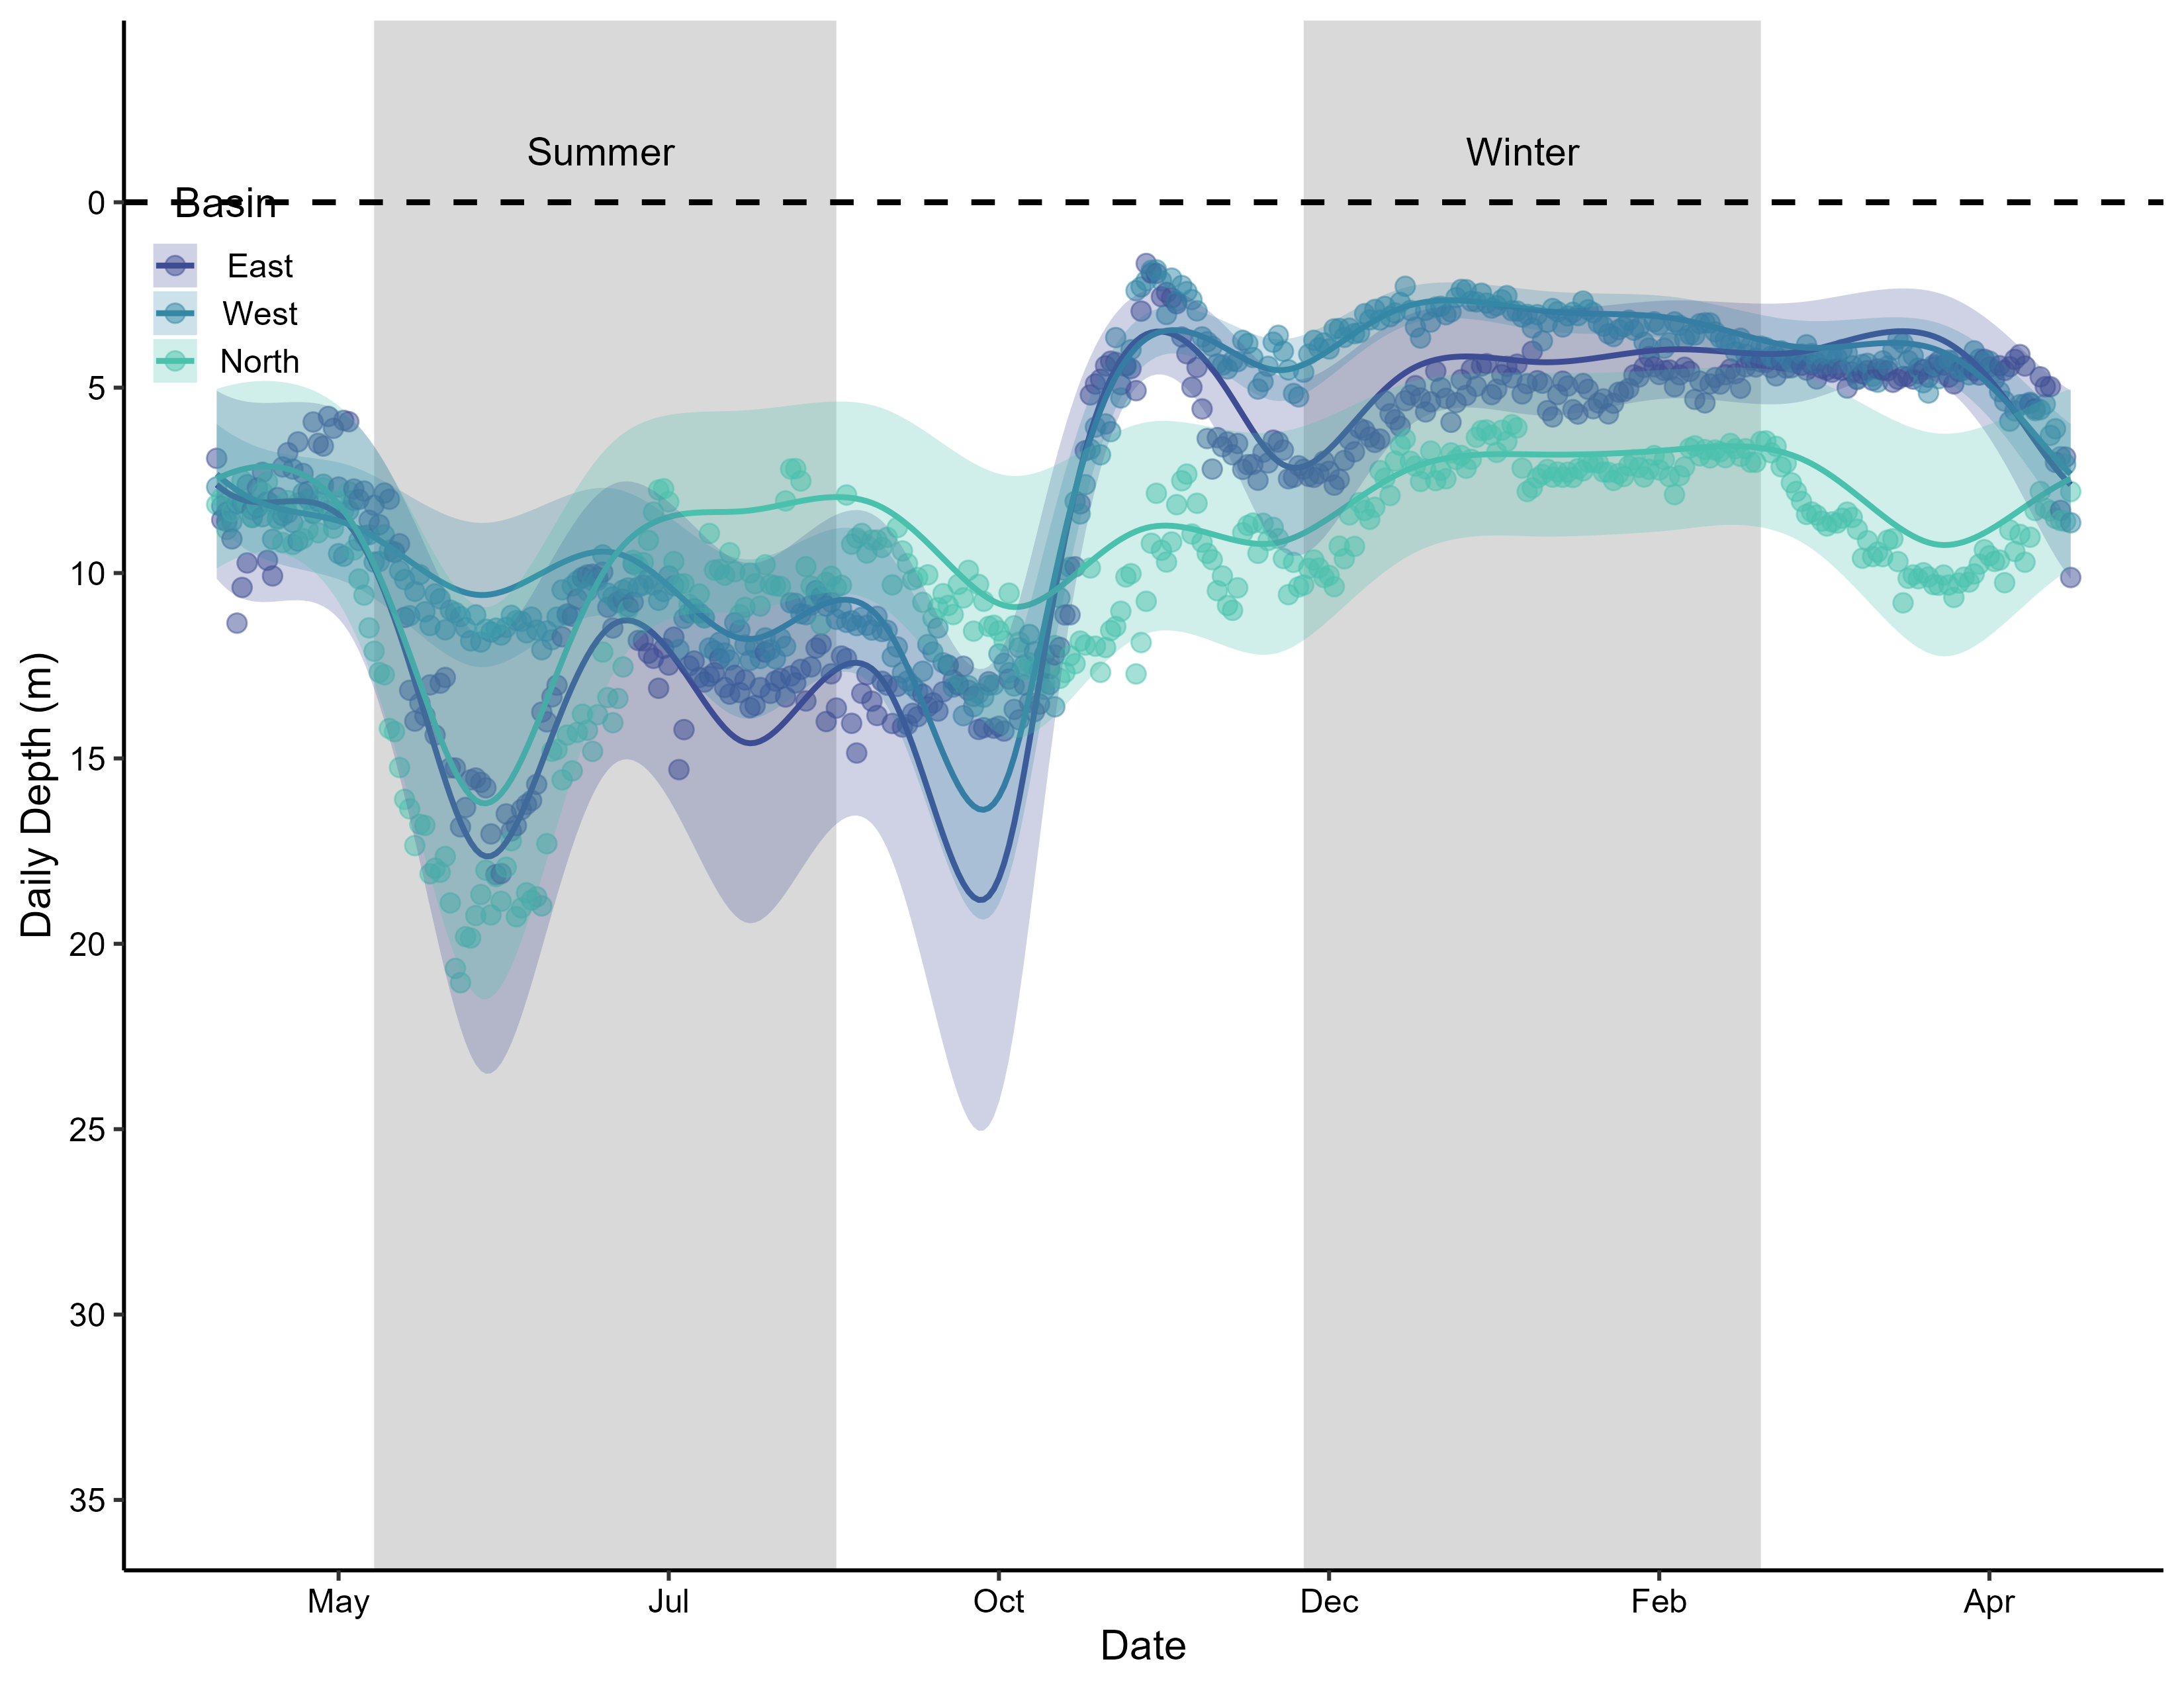 Summer
Winter
Basin
East
West
North
0
5
10
15
20
25
30
35
Daily Depth (m)
May
Jul
Oct
Dec
Feb
Apr
Date